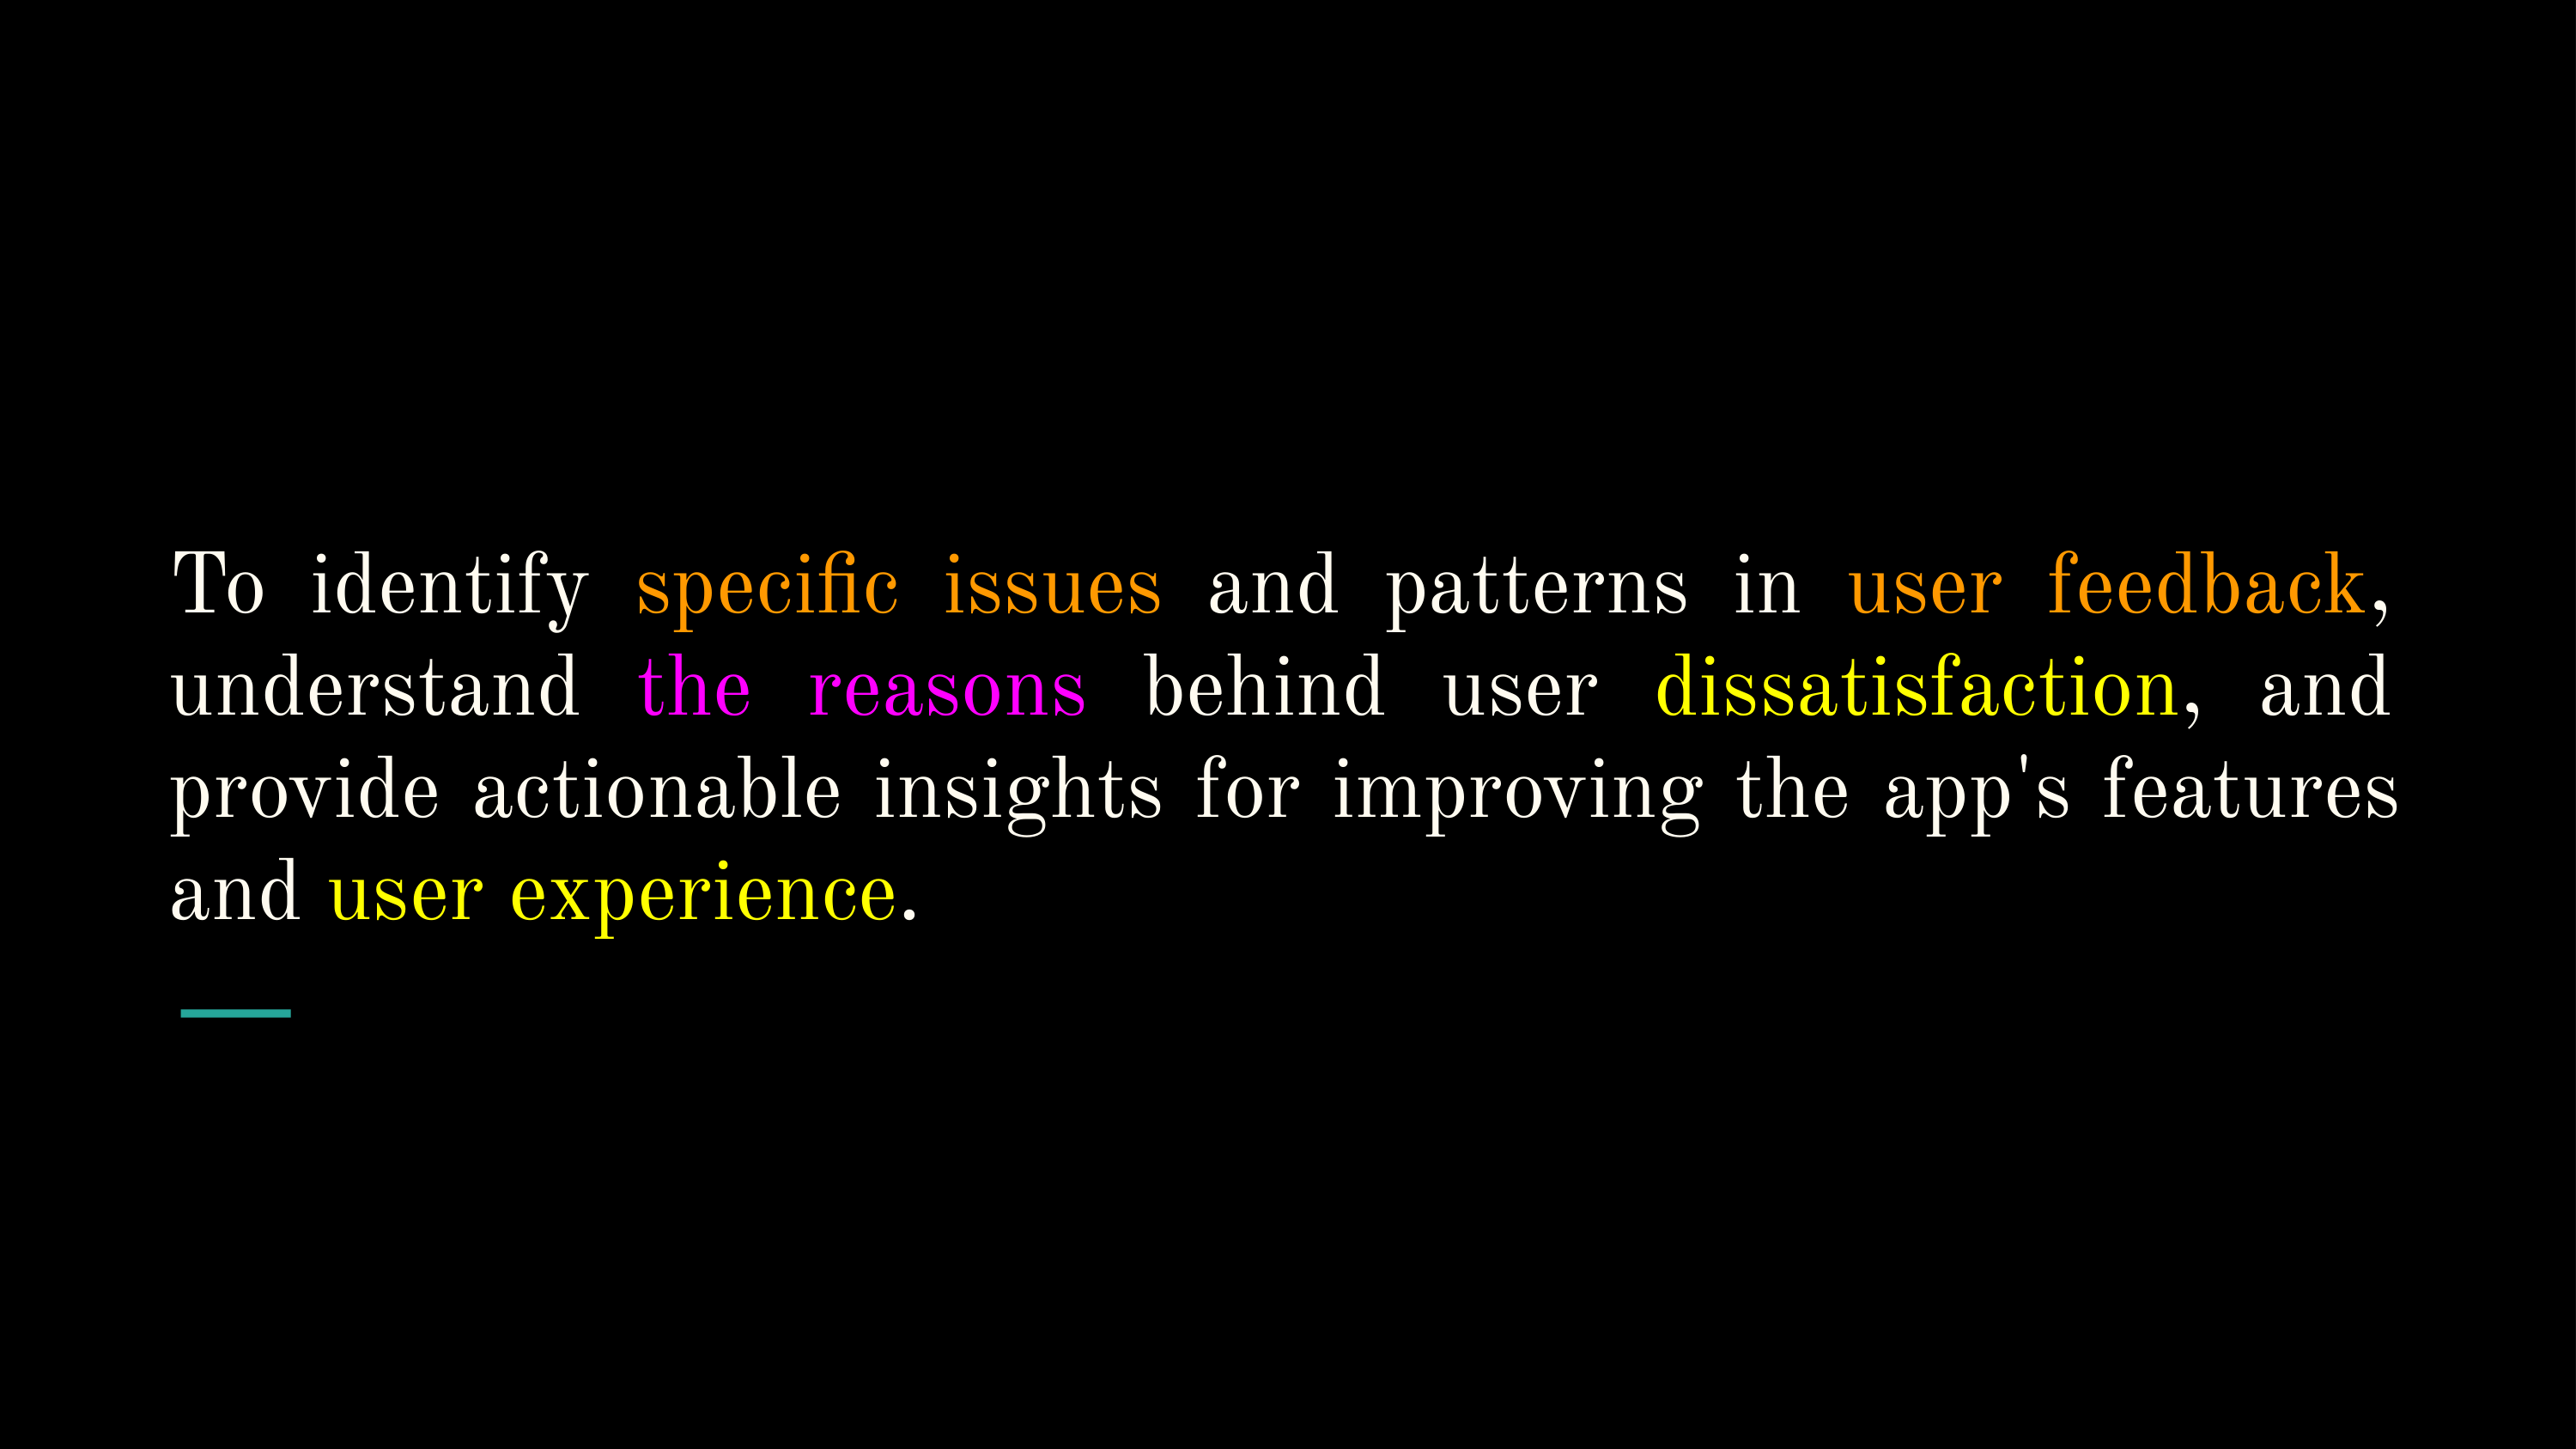 To identify specific issues and patterns in user feedback,
understand the reasons behind user dissatisfaction, and
provide actionable insights for improving the app's features
and user experience.